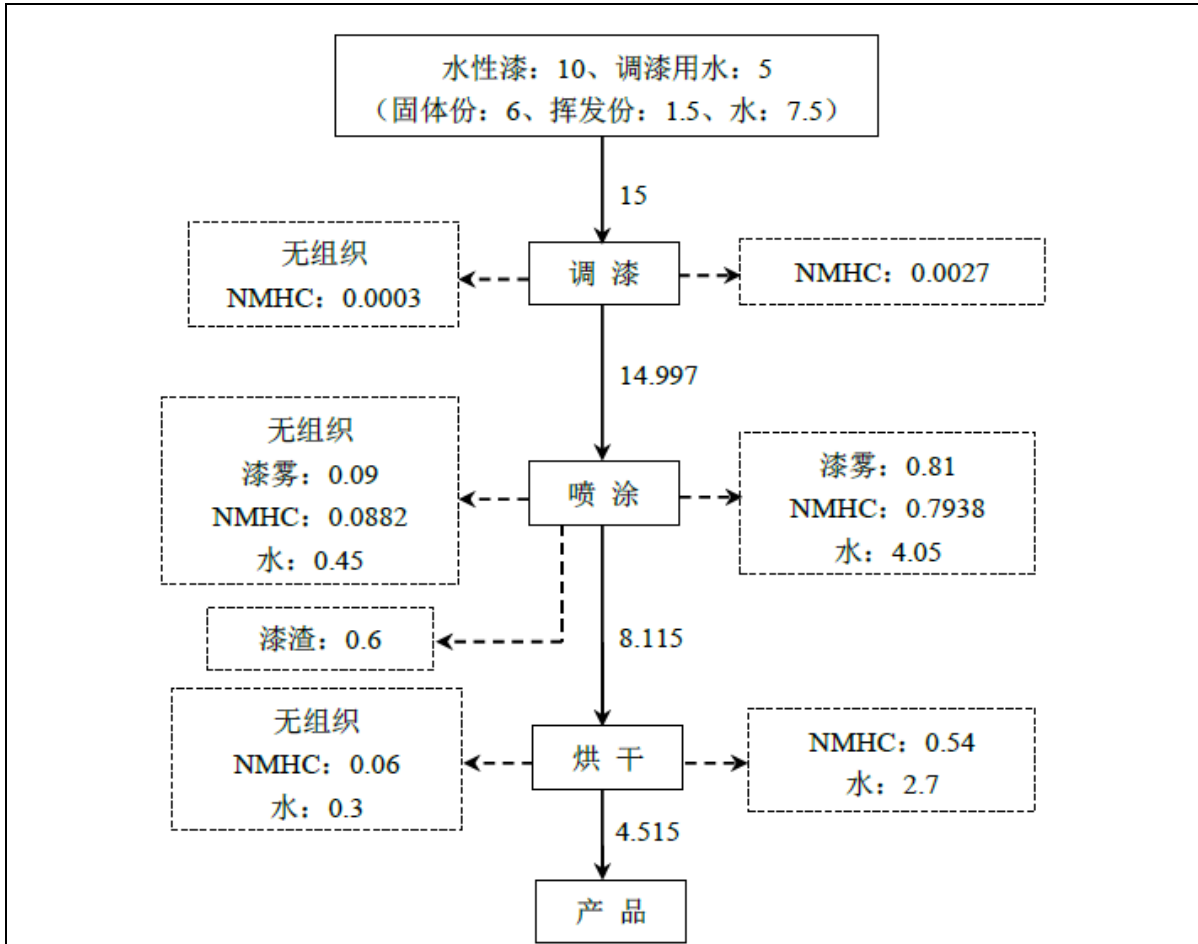 水性漆：10、调漆用水：5
（固体份：6、挥发份：1.5、水：7.5）
15
无组织
NMHC：0.0003
调 漆
NMHC：0.0027
14.997
无组织
漆雾：0.09
NMHC：0.0882
水：0.45
喷 涂
漆雾：0.81
NMHC：0.7938
水：4.05
漆渣：0.6
8.115
无组织
NMHC：0.06
水：0.3
烘 干
NMHC：0.54
水：2.7
4.515
产 品